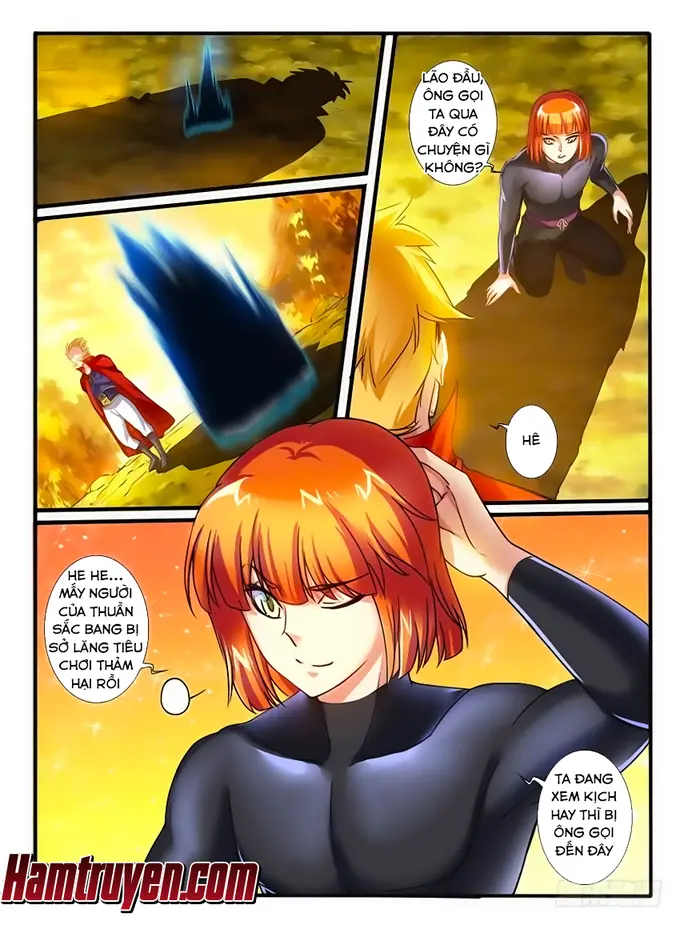 LÃO ĐẦU,
ÔNG GỌI
TA QUA
ĐÂY CÓ
CHUYỆN GÌ
KHÔNG?
HÊ
HE HE...
MẤY NGƯỜI
CỦA THUẦN
SẮC BANG BỊ
SỞ LĂNG TIÊU
CHƠI THẢM
HẠI RỒI
TA ĐANG
XEM KỊCH
HAY THÌ BỊ
ÔNG GỌI
ĐẾN ĐÂY
Hamtruyen.com